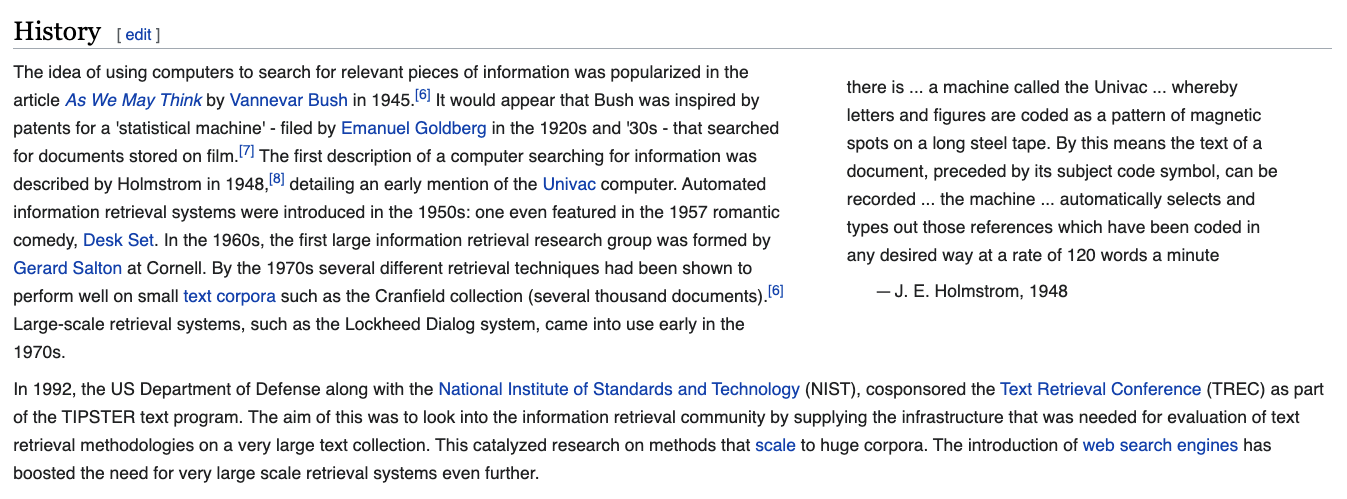 History [ edit ]
The idea of using computers to search for relevant pieces of information was popularized in the
article As We May Think by Vannevar Bush in 1945.[6] It would appear that Bush was inspired by
patents for a 'statistical machine' - filed by Emanuel Goldberg in the 1920s and '30s - that searched
for documents stored on film.[7] The first description of a computer searching for information was
described by Holmstrom in 1948,[8] detailing an early mention of the Univac computer. Automated
information retrieval systems were introduced in the 1950s: one even featured in the 1957 romantic
comedy, Desk Set. In the 1960s, the first large information retrieval research group was formed by
Gerard Salton at Cornell. By the 1970s several different retrieval techniques had been shown to
perform well on small text corpora such as the Cranfield collection (several thousand documents).[6]
Large-scale retrieval systems, such as the Lockheed Dialog system, came into use early in the
1970s.
there is ... a machine called the Univac ... whereby
letters and figures are coded as a pattern of magnetic
spots on a long steel tape. By this means the text of a
document, preceded by its subject code symbol, can be
recorded ... the machine ... automatically selects and
types out those references which have been coded in
any desired way at a rate of 120 words a minute
— J. E. Holmstrom, 1948
In 1992, the US Department of Defense along with the National Institute of Standards and Technology (NIST), cosponsored the Text Retrieval Conference (TREC) as part
of the TIPSTER text program. The aim of this was to look into the information retrieval community by supplying the infrastructure that was needed for evaluation of text
retrieval methodologies on a very large text collection. This catalyzed research on methods that scale to huge corpora. The introduction of web search engines has
boosted the need for very large scale retrieval systems even further.